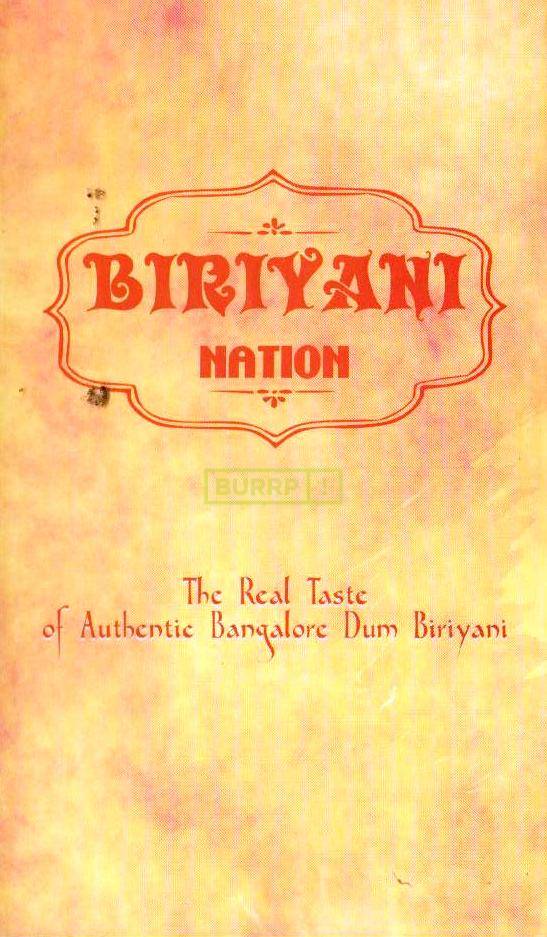 BIRIYANI
NATION
BURRP!
The Real Taste
of Authentic Bangalore Dum Biriyani